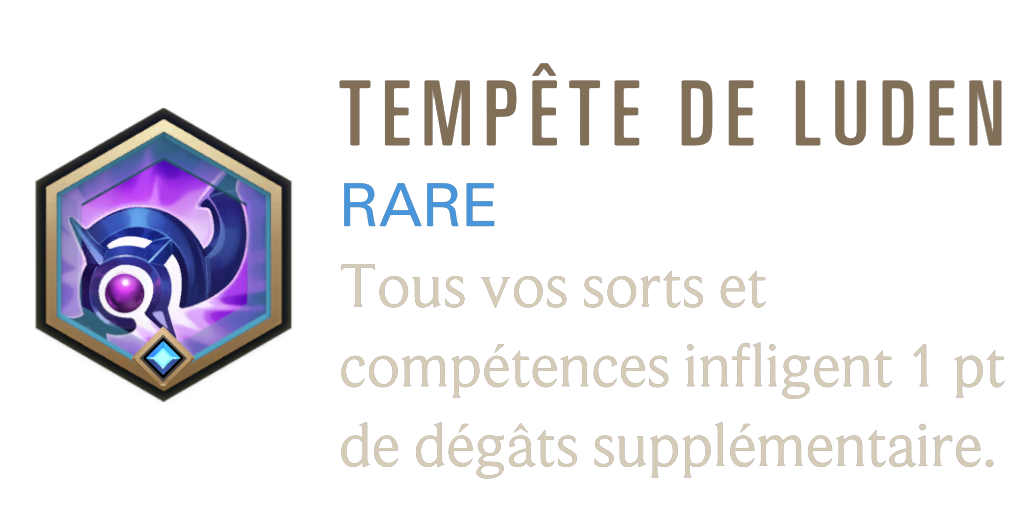 TEMPÊTE DE LUDEN
RARE
Tous vos sorts et
compétences infligent 1 pt
de dégâts supplémentaire.